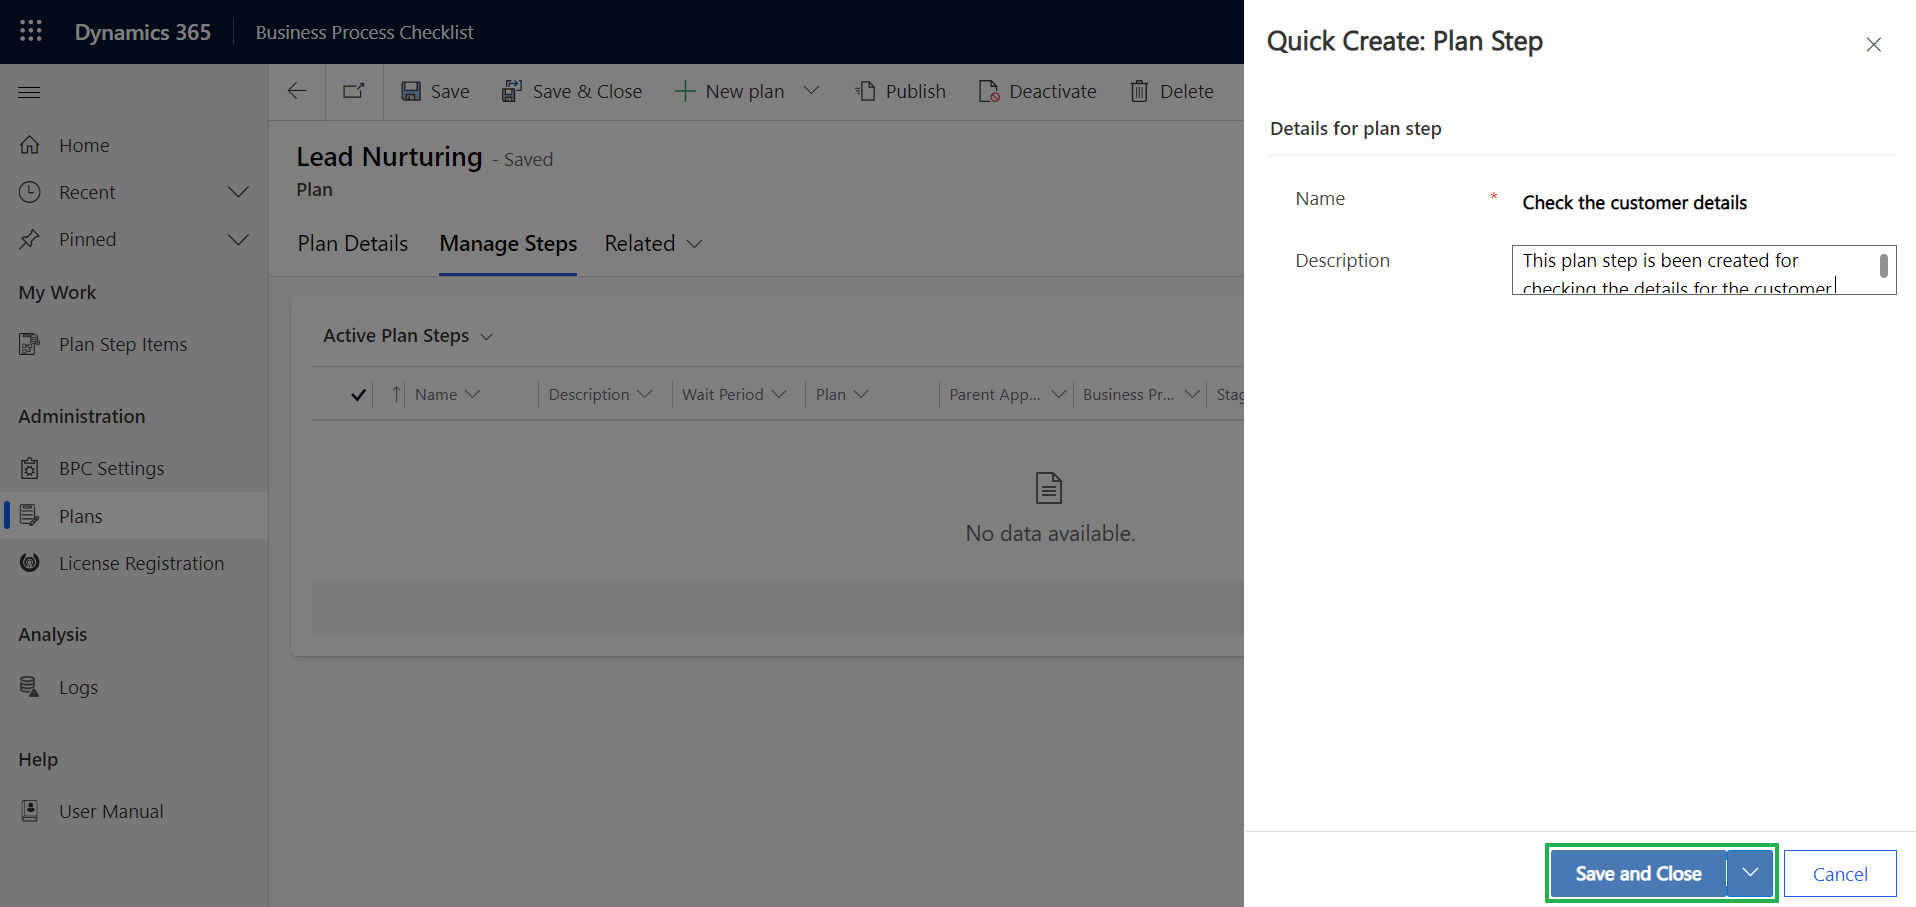 Dynamics 365
Business Process Checklist
Save
Save & Close
New plan
Publish
Deactivate
Delete
Home
Recent
Pinned
My Work
Plan Step Items
Administration
BPC Settings
Plans
License Registration
Analysis
Logs
Help
User Manual
Lead Nurturing - Saved
Plan
Plan Details
Manage Steps
Related
Active Plan Steps
Name
Description
Wait Period
Plan
Parent App...
Business Pr...
Stag
No data available.
Quick Create: Plan Step
Details for plan step
Name *
Check the customer details
Description
This plan step is been created for
checking the details for the customer
Save and Close
Cancel